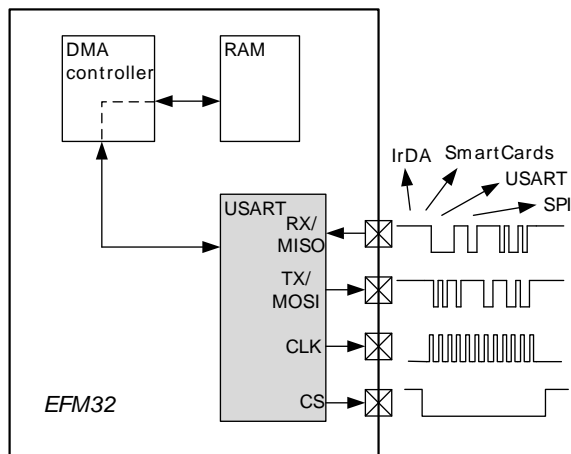 DMA
controller
RAM
IrDA
SmartCards
USART
SPI
USART
RX/
MISO
TX/
MOSI
CLK
CS
EFM32